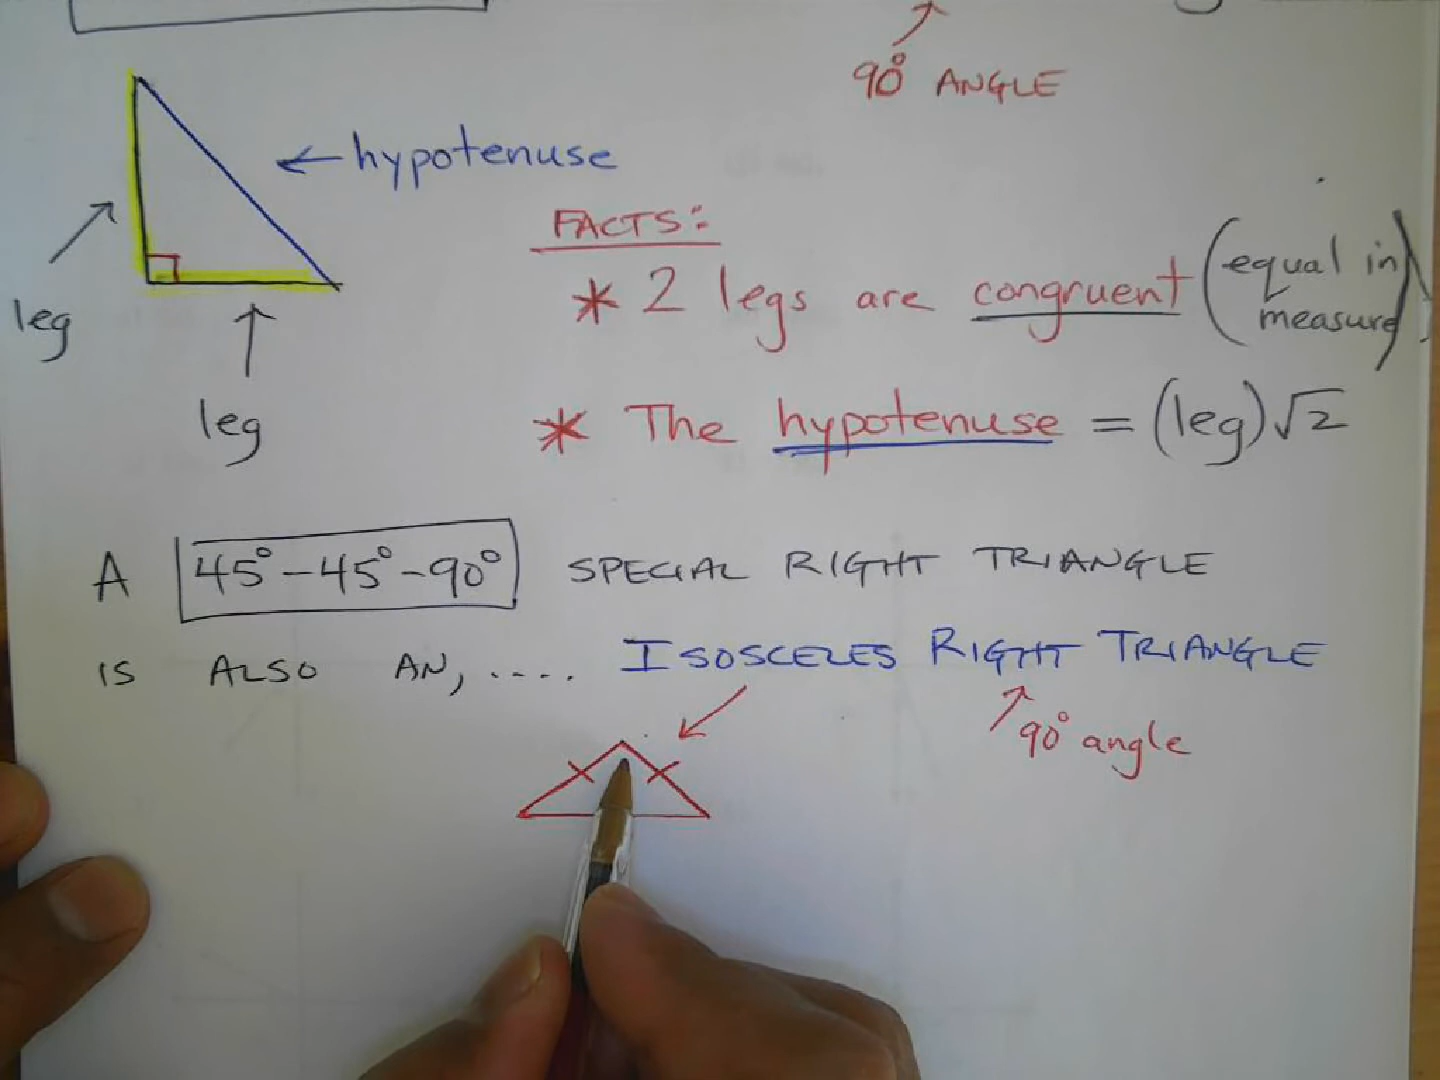 90° ANGLE
← hypotenuse
FACTS:
* 2 legs are congruent (equal in
measure)
leg
leg
* The hypotenuse = (leg)√2
A 45°-45°-90° SPECIAL RIGHT TRIANGLE
IS ALSO AN, .... ISOSCELES RIGHT TRIANGLE
90° angle